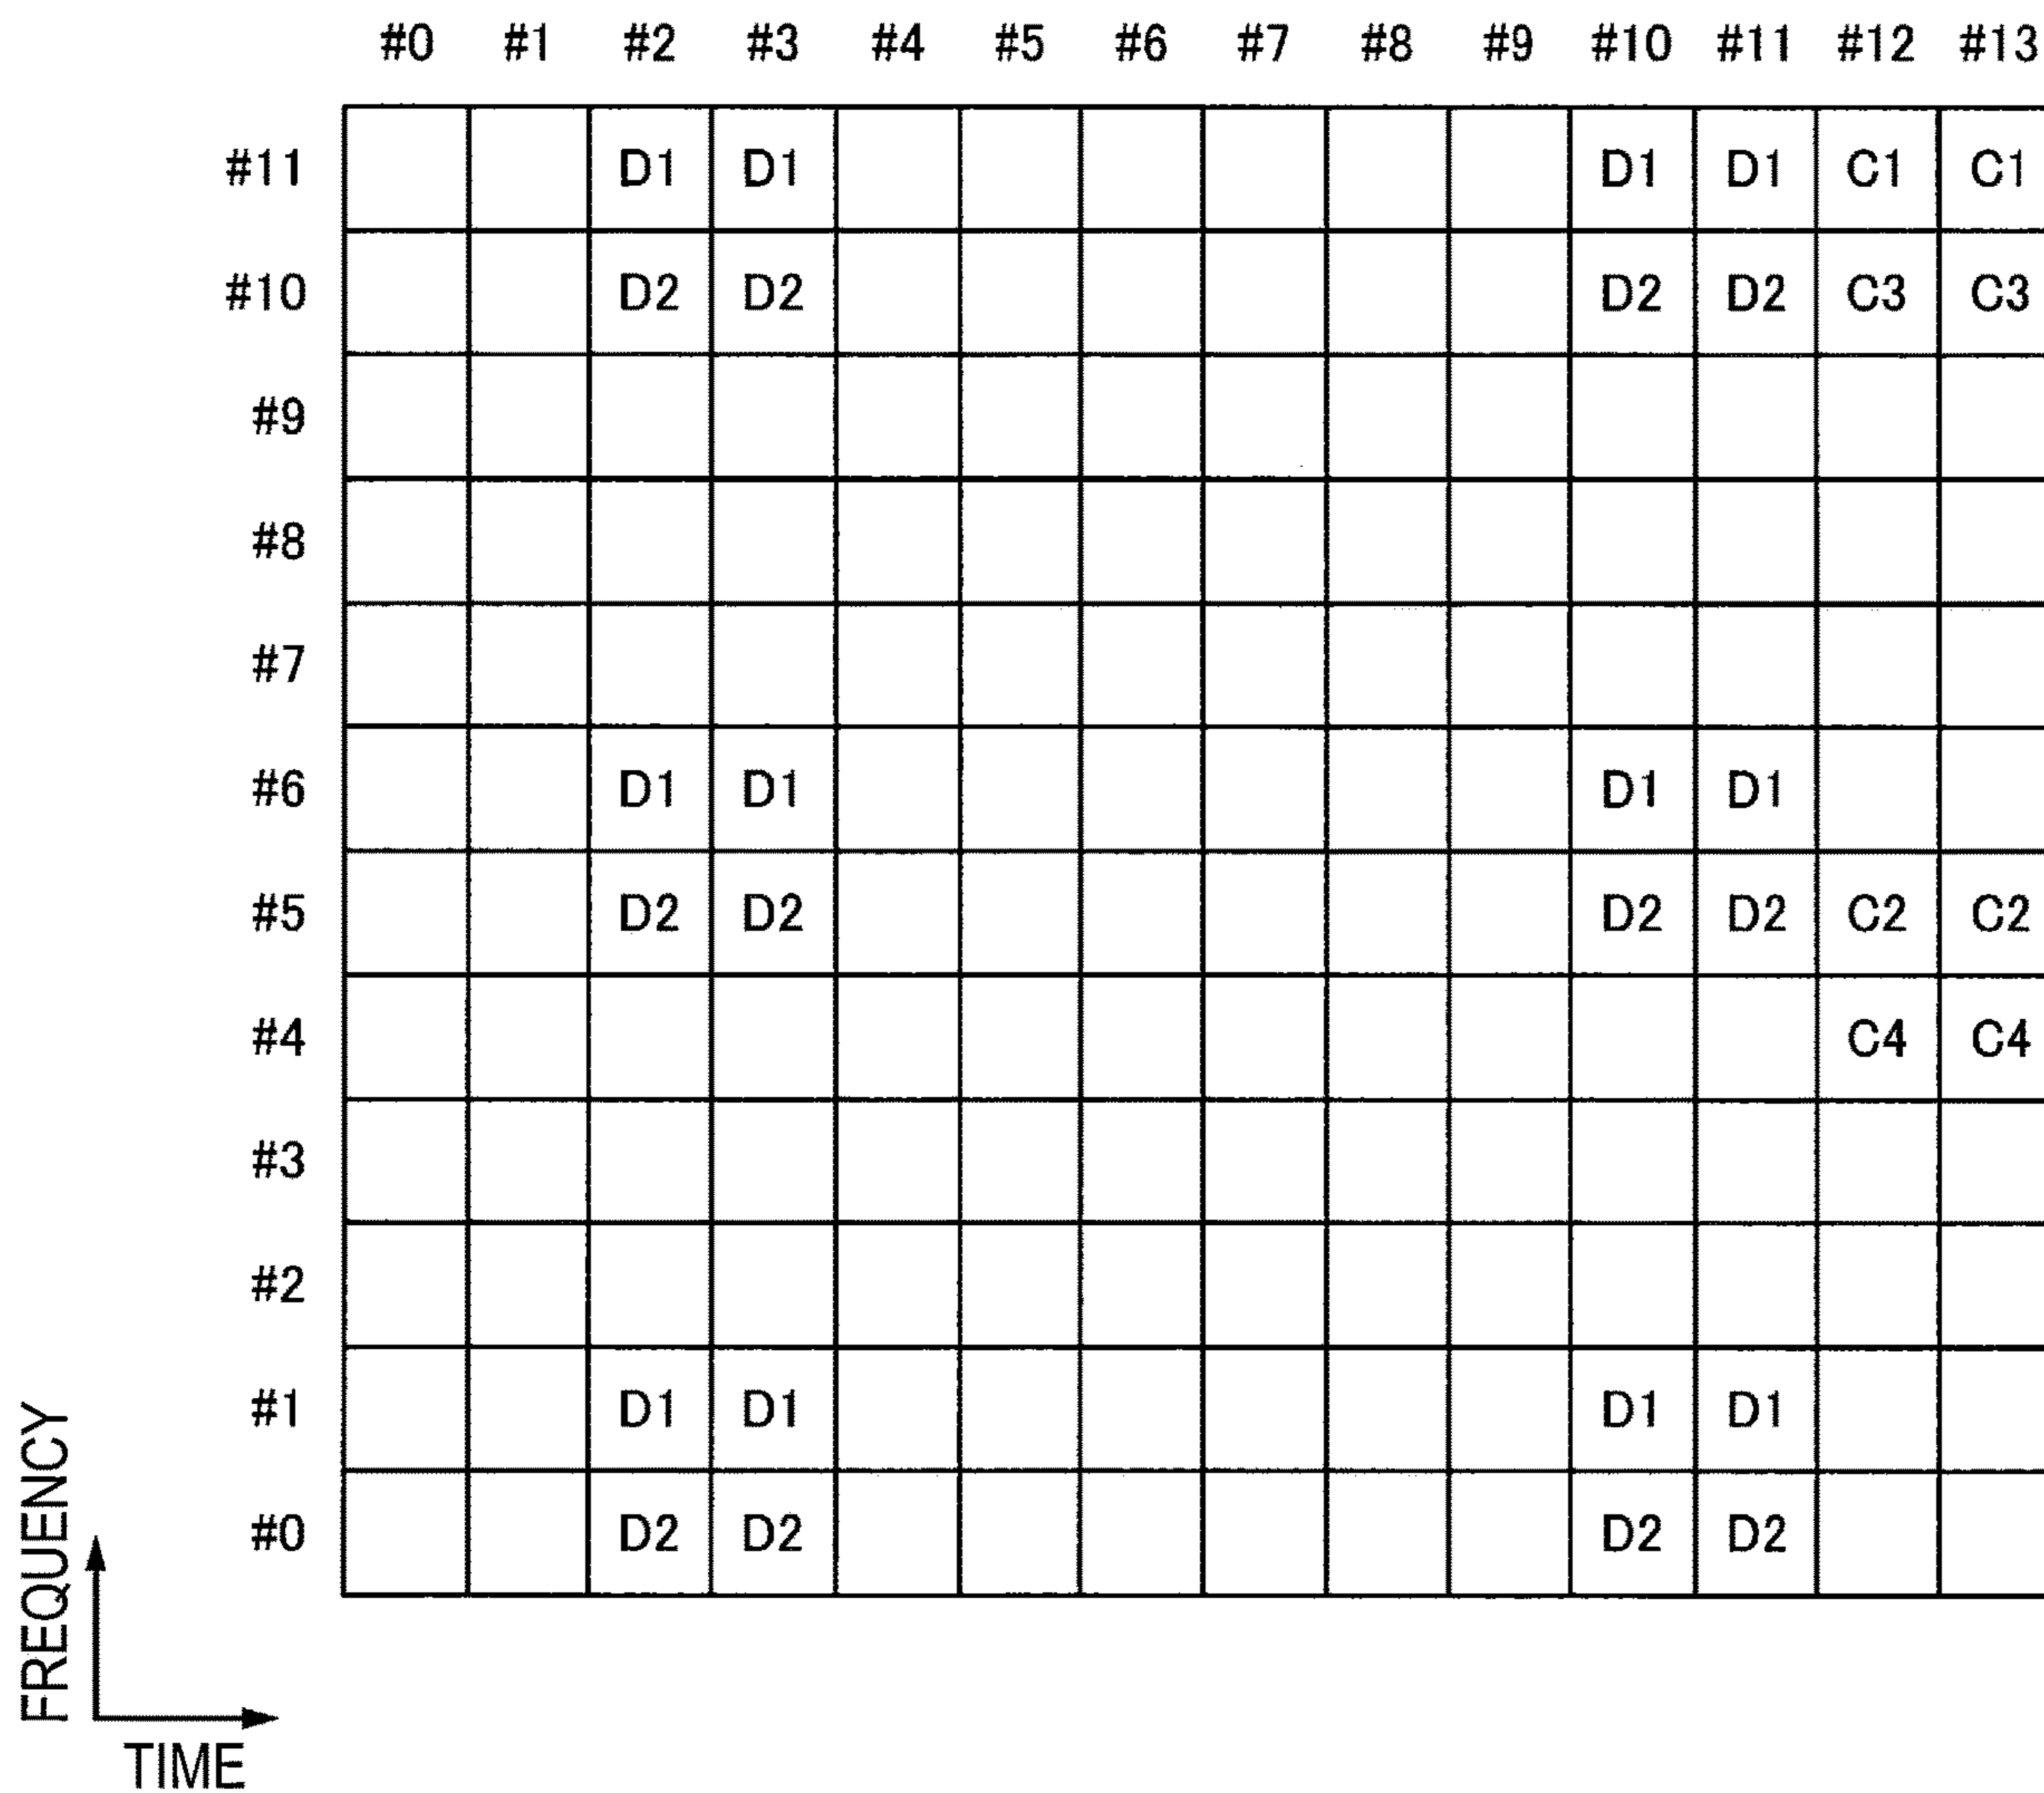 #0 #1 #2 #3 #4 #5 #6 #7 #8 #9 #10 #11 #12 #13
#11 D1 D1 D1 D1 C1 C1
#10 D2 D2 D2 D2 C3 C3
#9
#8
#7
#6 D1 D1 D1 D1
#5 D2 D2 D2 D2 C2 C2
#4 C4 C4
#3
#2
#1 D1 D1 D1 D1
#0 D2 D2 D2 D2
FREQUENCY
TIME